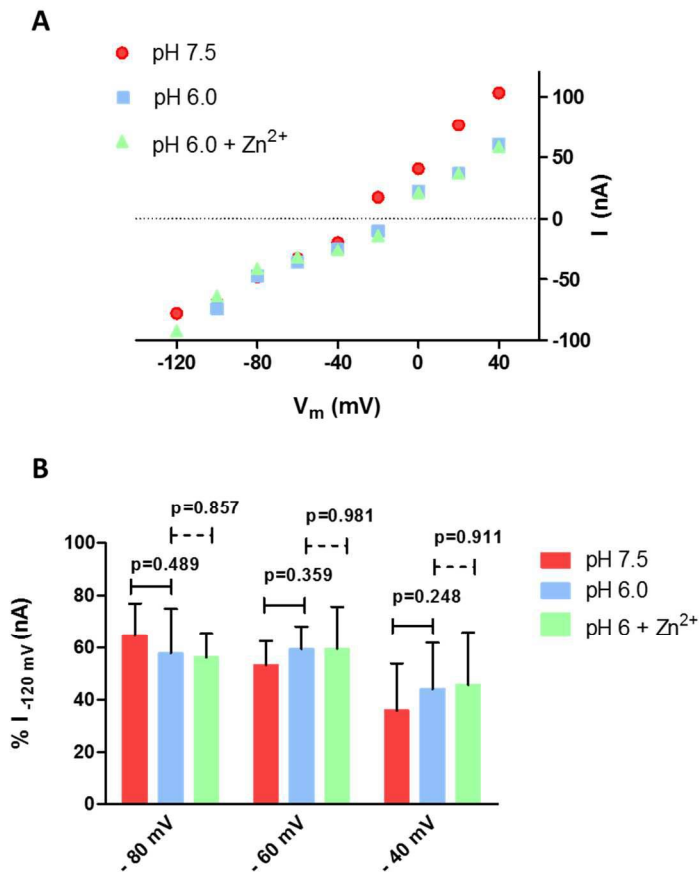 A
pH 7.5
pH 6.0
pH 6.0 + Zn²⁺
100
50
0
-50
-100
I (nA)
-120
-80
-40
0
40
Vₘ (mV)
B
p=0.857
p=0.981
p=0.911
p=0.489
p=0.359
p=0.248
100
80
60
40
20
0
% I -120 mV (nA)
pH 7.5
pH 6.0
pH 6 + Zn²⁺
- 80 mV
- 60 mV
- 40 mV